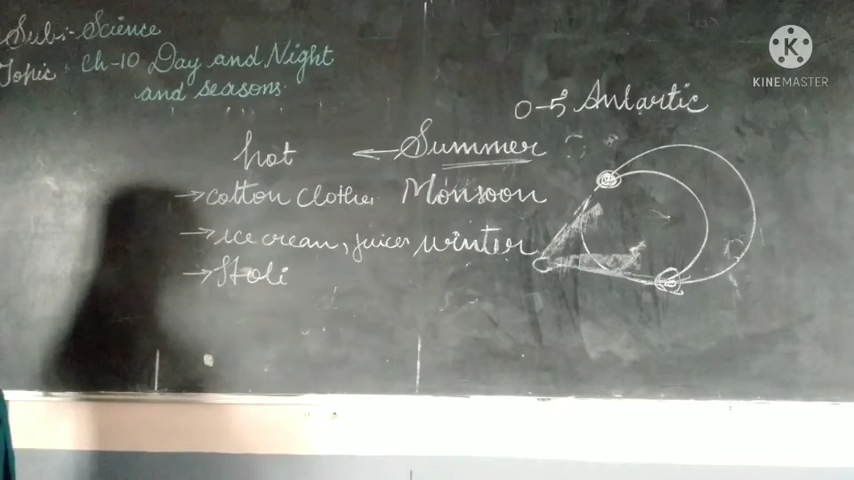 Sub:- Science
Topic: Ch-10 Day and Night
and seasons.
0-5° Antartic
hot ← Summer
→ cotton clothes Monsoon
→ ice cream, juices winter
→ Stoli
K
KINEMASTER